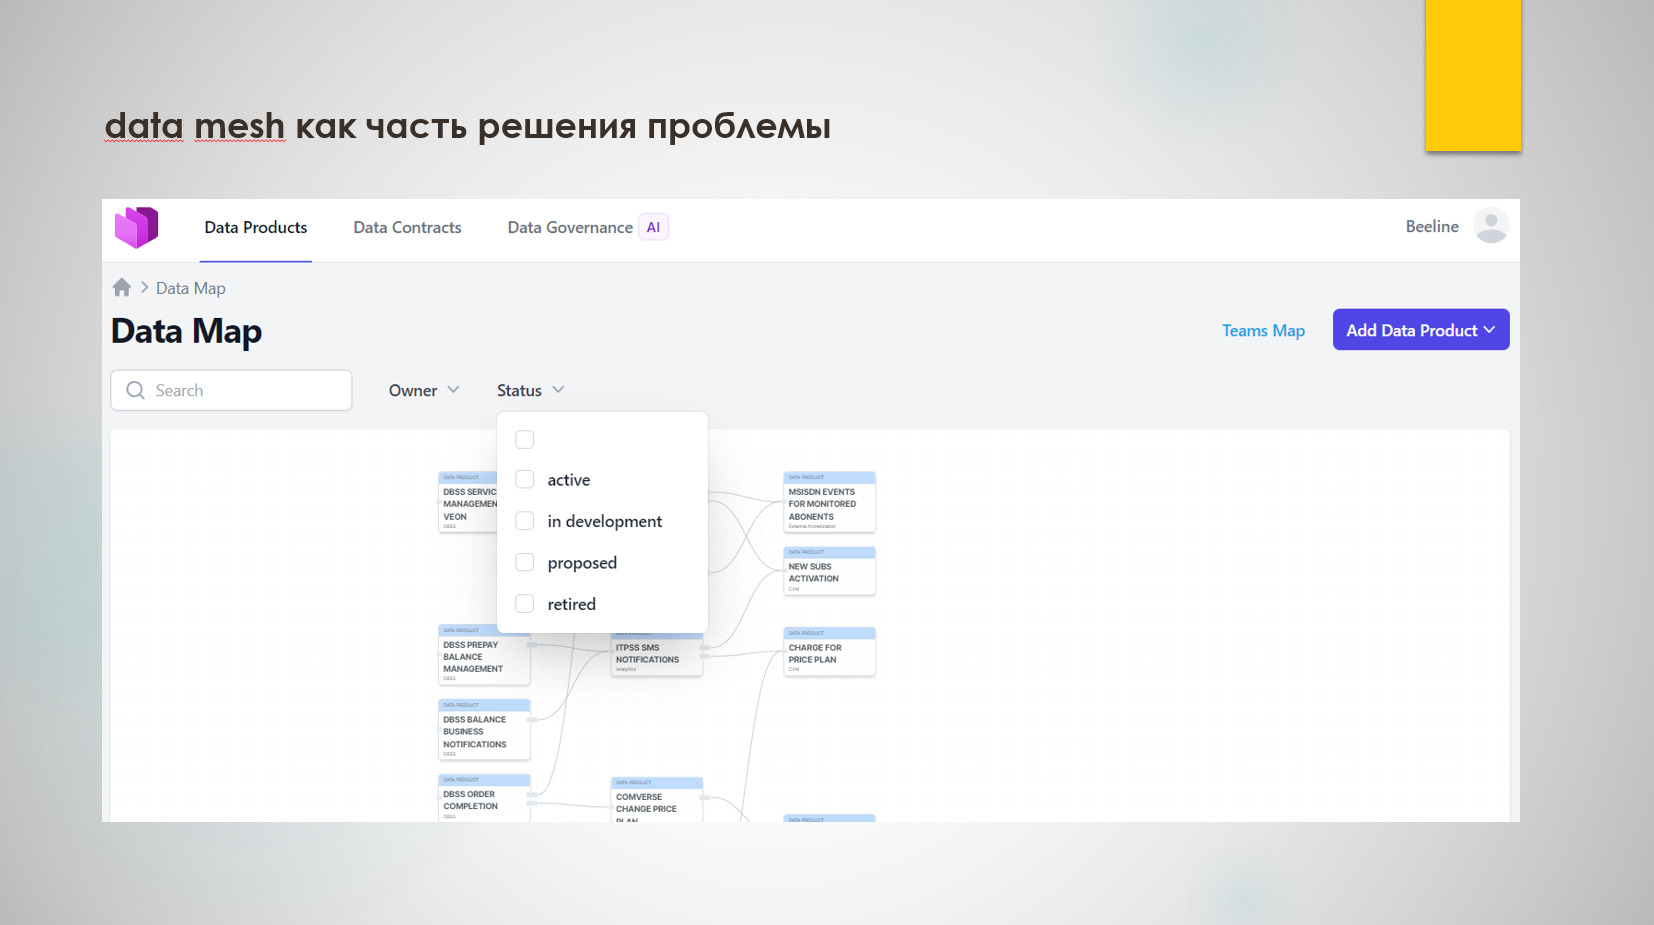 data mesh как часть решения проблемы
Data Products
Data Contracts
Data Governance AI
Beeline
Data Map
Data Map
Teams Map
Add Data Product
Search
Owner
Status
active
in development
proposed
retired
DATA PRODUCT
DBSS SERVIC
MANAGEMEN
VEON
DBSS
DATA PRODUCT
MSISDN EVENTS
FOR MONITORED
ABONENTS
External monetization
DATA PRODUCT
NEW SUBS
ACTIVATION
CVM
DATA PRODUCT
DBSS PREPAY
BALANCE
MANAGEMENT
DBSS
ITPSS SMS
NOTIFICATIONS
Analytics
DATA PRODUCT
CHARGE FOR
PRICE PLAN
CVM
DATA PRODUCT
DBSS BALANCE
BUSINESS
NOTIFICATIONS
DBSS
DATA PRODUCT
DBSS ORDER
COMPLETION
DBSS
DATA PRODUCT
COMVERSE
CHANGE PRICE
PLAN
DATA PRODUCT